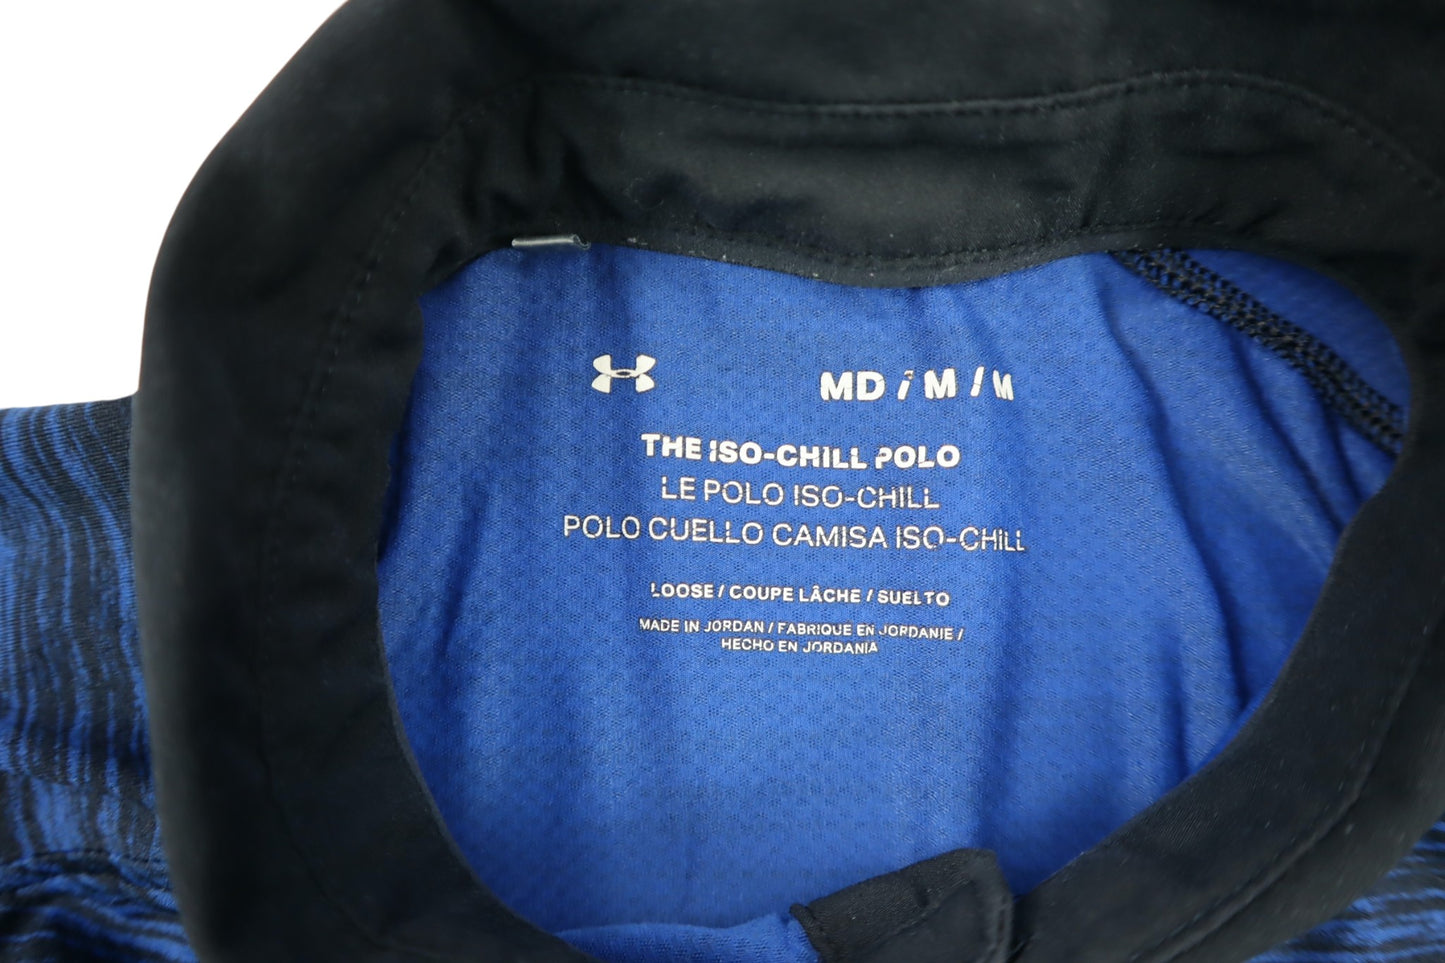 MD / M / M
THE ISO-CHILL POLO
LE POLO ISO-CHILL
POLO CUELLO CAMISA ISO-CHILL
LOOSE / COUPE LÂCHE / SUELTO
MADE IN JORDAN / FABRIQUE EN JORDANIE /
HECHO EN JORDANIA